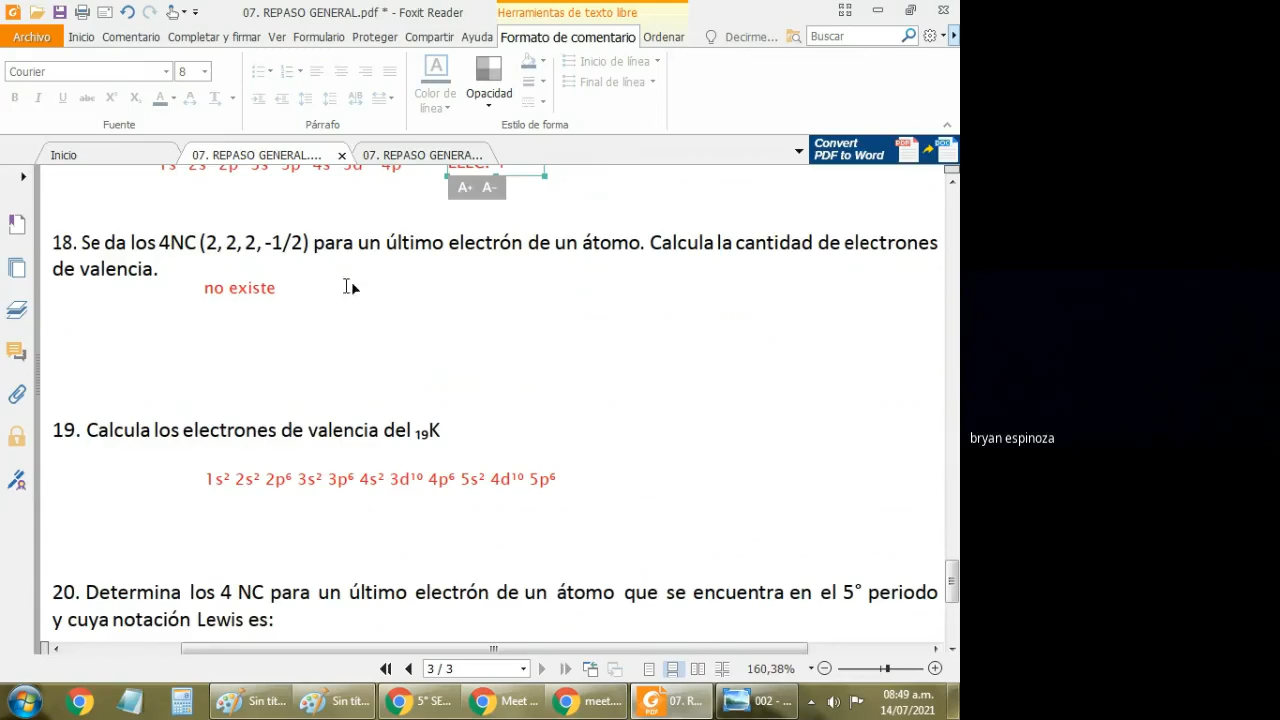 07. REPASO GENERAL.pdf * - Foxit Reader
Herramientas de texto libre
Archivo Inicio Comentario Completar y firmar Ver Formulario Proteger Compartir Ayuda Formato de comentario Ordenar Decirme... Buscar
Courier 8
Color de línea
Opacidad
Inicio de línea
Final de línea
Fuente Párrafo Estilo de forma
Inicio 07. REPASO GENERAL.... 07. REPASO GENERA...
Convert
PDF to Word
A+ A-
18. Se da los 4NC (2, 2, 2, -1/2) para un último electrón de un átomo. Calcula la cantidad de electrones
de valencia.
no existe
19. Calcula los electrones de valencia del ₁₉K
1s² 2s² 2p⁶ 3s² 3p⁶ 4s² 3d¹⁰ 4p⁶ 5s² 4d¹⁰ 5p⁶
bryan espinoza
20. Determina los 4 NC para un último electrón de un átomo que se encuentra en el 5° periodo
y cuya notación Lewis es:
3 / 3 160,38%
Sin tit... Sin tit... 5° SE... Meet ... meet.... 07. R... 002 - ...
08:49 a.m.
14/07/2021